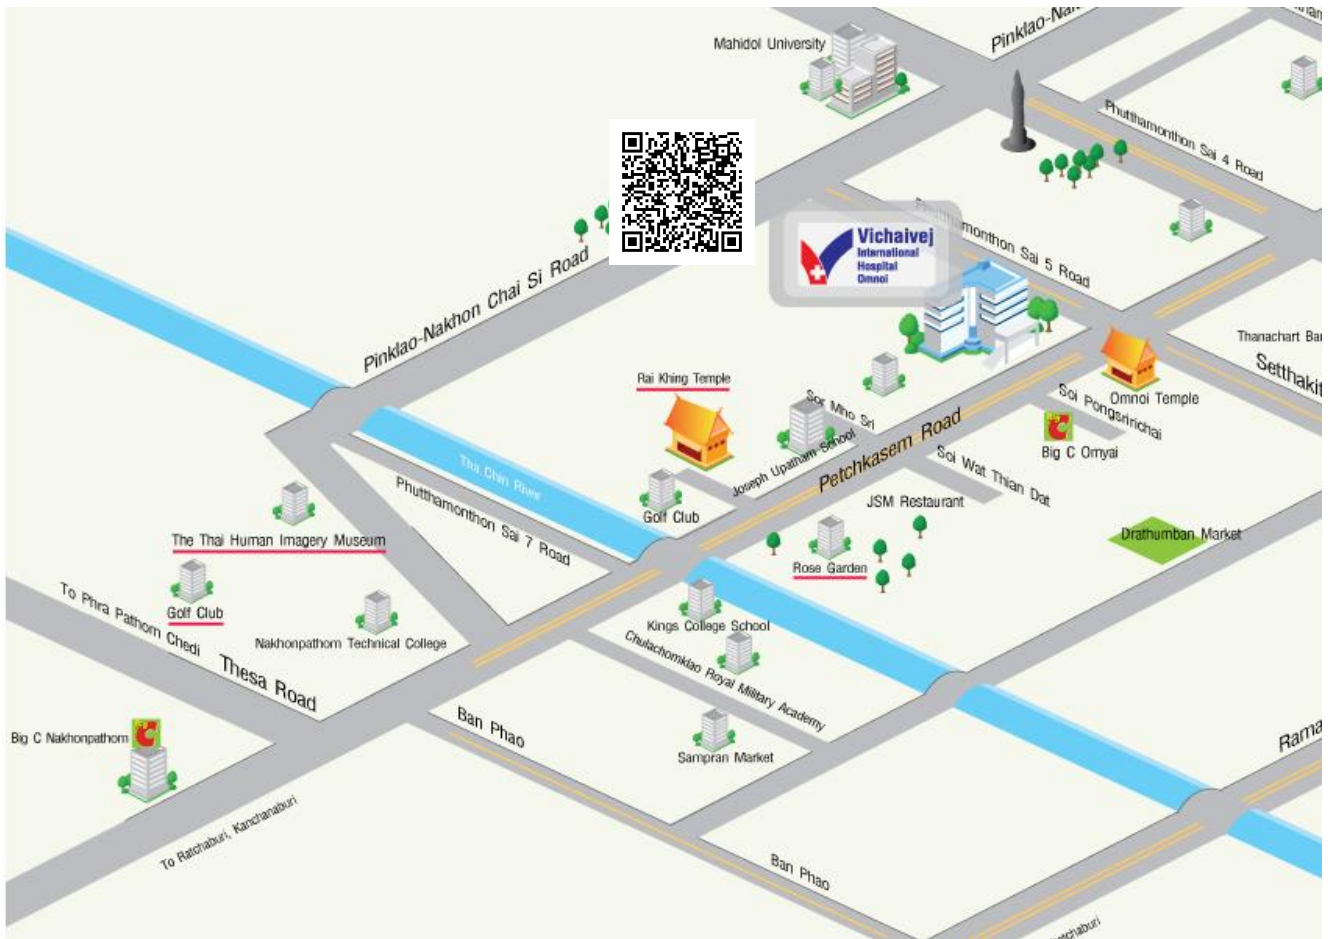 Pinklao-Na
Mahidol University
Phutthamonthon Sai 4 Road
Vichaivej
International
Hospital
Omnoi
monthon Sai 5 Road
Pinklao-Nakhon Chai Si Road
Thanachart Ba
Setthakit
Rai Khing Temple
Omnoi Temple
Soi Pongsririchai
Big C Omyai
Sor Mho Sri
Joseph Upatham School
Petchkasem Road
Soi Wat Thian Dat
Tha Chin River
Phutthamonthon Sai 7 Road
Golf Club
JSM Restaurant
Drathumban Market
The Thai Human Imagery Museum
Rose Garden
Golf Club
To Phra Pathom Chedi
Nakhonpathom Technical College
Kings College School
Chulachomklao Royal Military Academy
Thesa Road
Ban Phao
Sampran Market
Big C Nakhonpathom
Rama
To Ratchaburi, Kanchanaburi
Ban Phao
tchaburi